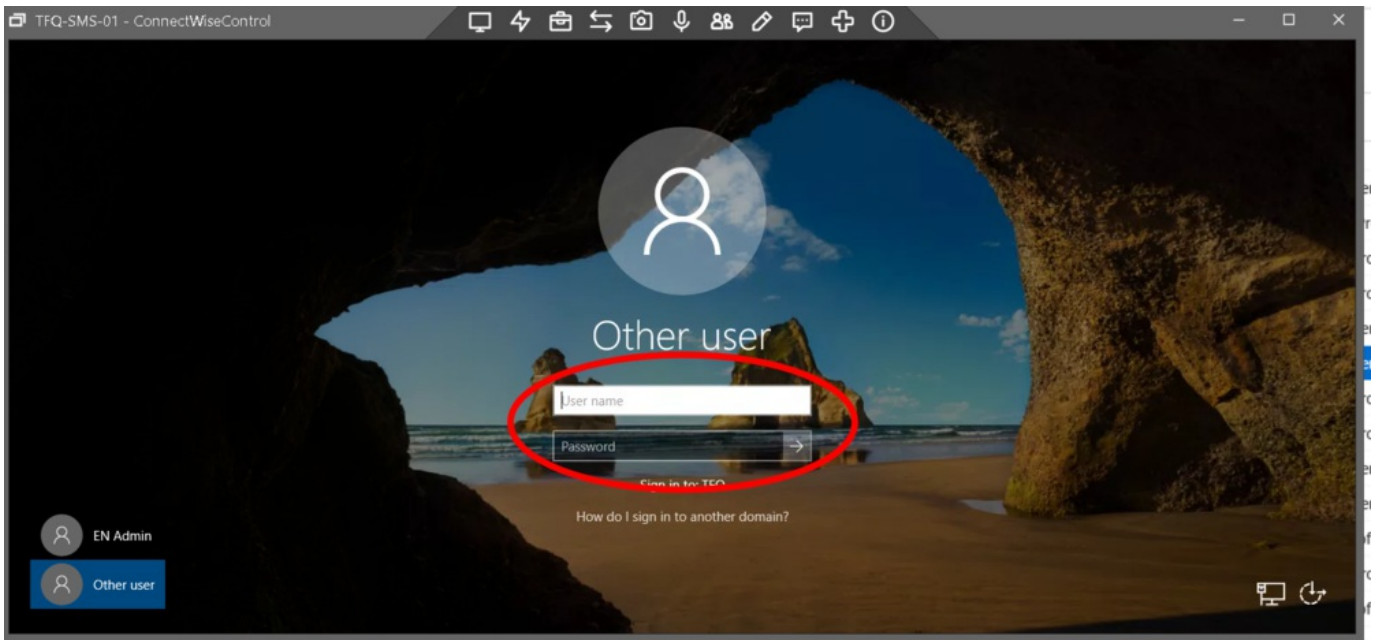 TFQ-SMS-01 - ConnectWiseControl
Other user
User name
Password
Sign in to: TFQ
How do I sign in to another domain?
EN Admin
Other user